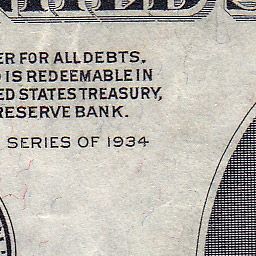 ER FOR ALL DEBTS,
IS REDEEMABLE IN
ED STATES TREASURY,
RESERVE BANK.
SERIES OF 1934